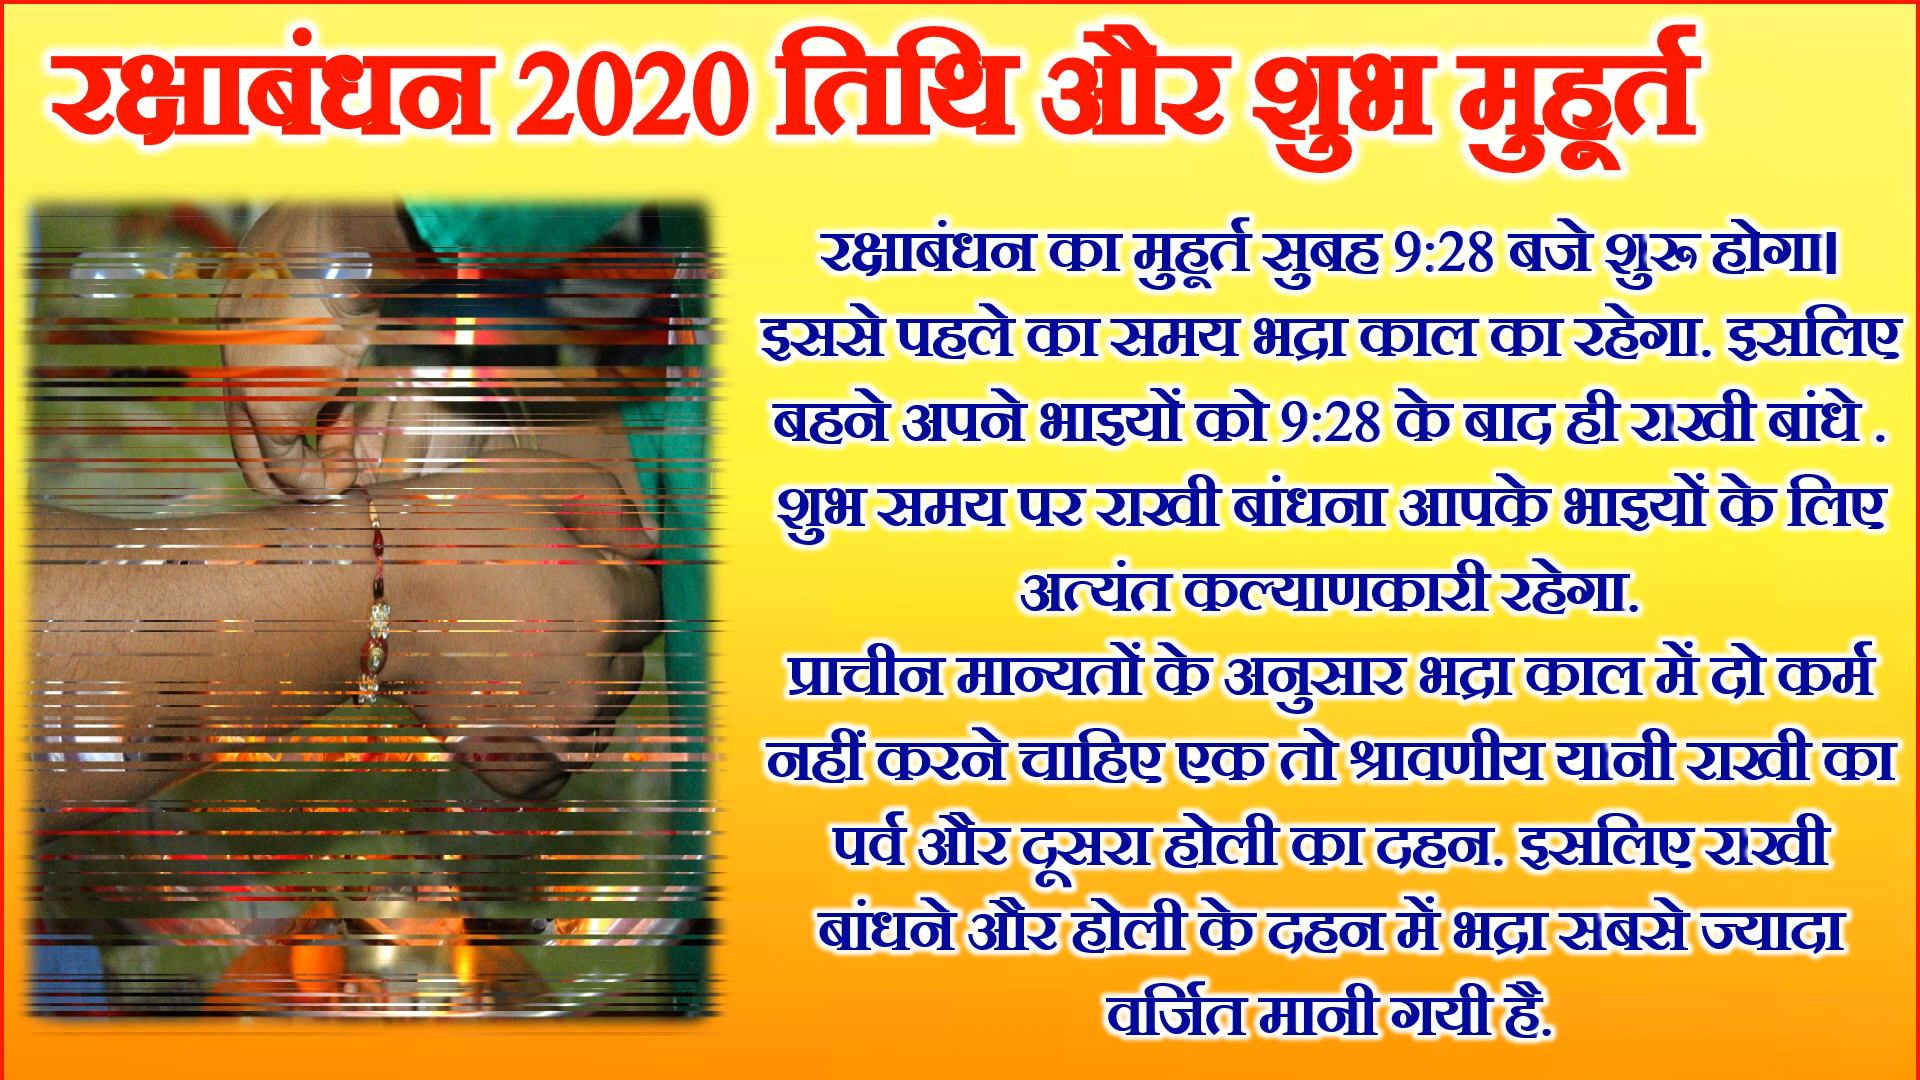 रक्षाबंधन 2020 तिथि और शुभ मुहूर्त
रक्षाबंधन का मुहूर्त सुबह 9:28 बजे शुरू होगा।
इससे पहले का समय भद्रा काल का रहेगा. इसलिए
बहने अपने भाइयों को 9:28 के बाद ही राखी बांधे .
शुभ समय पर राखी बांधना आपके भाइयों के लिए
अत्यंत कल्याणकारी रहेगा.
प्राचीन मान्यतों के अनुसार भद्रा काल में दो कर्म
नहीं करने चाहिए एक तो श्रावणीय यानी राखी का
पर्व और दूसरा होली का दहन. इसलिए राखी
बांधने और होली के दहन में भद्रा सबसे ज्यादा
वर्जित मानी गयी है.